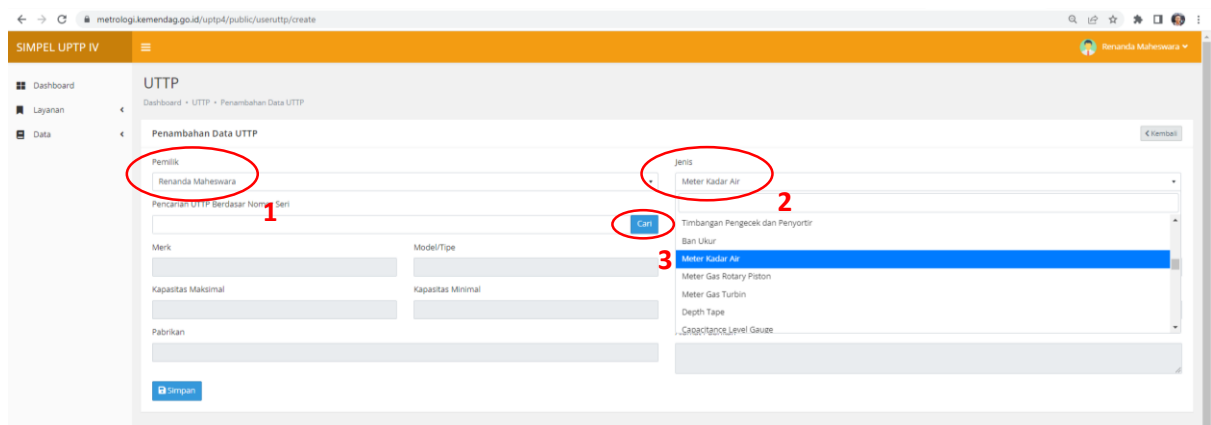 metrologi.kemendag.go.id/uptp4/public/useruttp/create
SIMPEL UPTP IV
Renanda Maheswara
Dashboard
Layanan
Data
UTTP
Dashboard • UTTP • Penambahan Data UTTP
Penambahan Data UTTP
Kembali
Pemilik
Renanda Maheswara
1
Jenis
Meter Kadar Air
2
Pencarian UTTP Berdasar Nomor Seri
Cari
3
Timbangan Pengecek dan Penyortir
Ban Ukur
Meter Kadar Air
Meter Gas Rotary Piston
Meter Gas Turbin
Depth Tape
Capacitance Level Gauge
Merk
Model/Tipe
Kapasitas Maksimal
Kapasitas Minimal
Pabrikan
Simpan